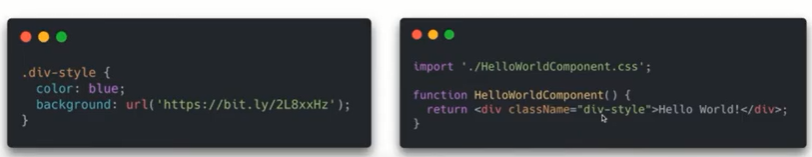 .div-style {
  color: blue;
  background: url('https://bit.ly/2L8xxHz');
}
import './HelloWorldComponent.css';

function HelloWorldComponent() {
  return <div className="div-style">Hello World!</div>;
}